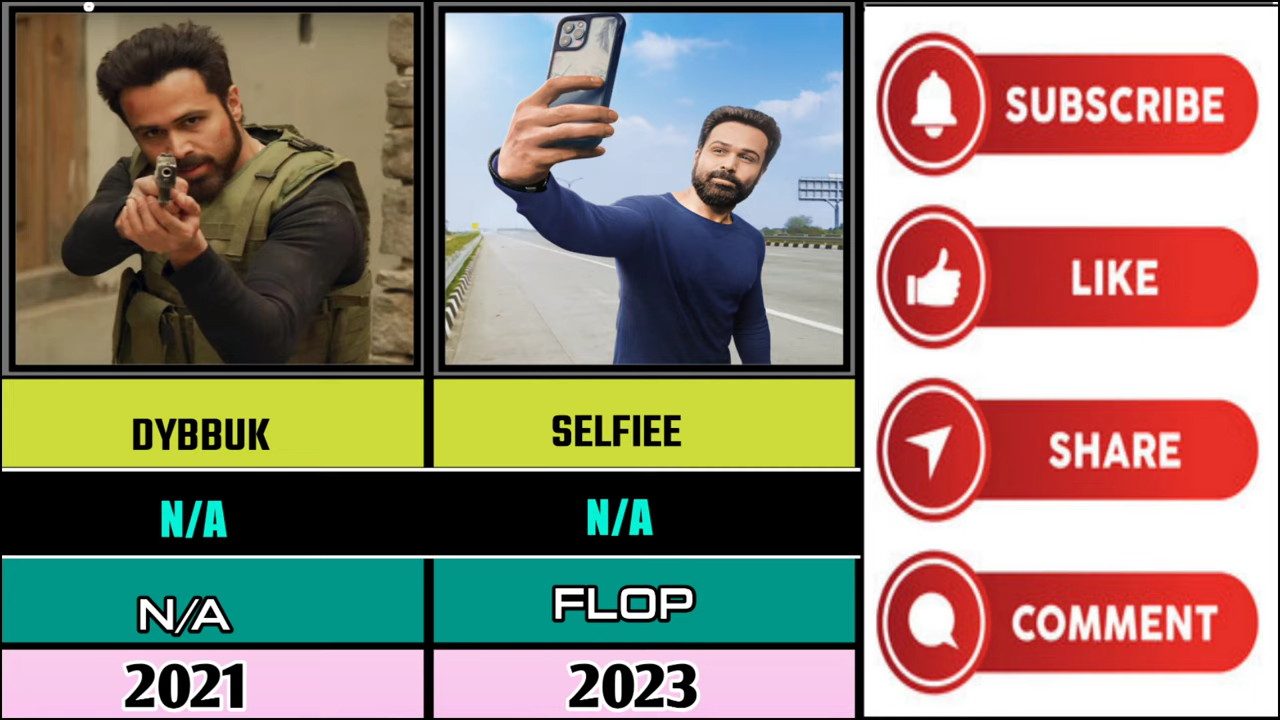 DYBBUK
SELFIEE
N/A
N/A
N/A
FLOP
2021
2023
SUBSCRIBE
LIKE
SHARE
COMMENT